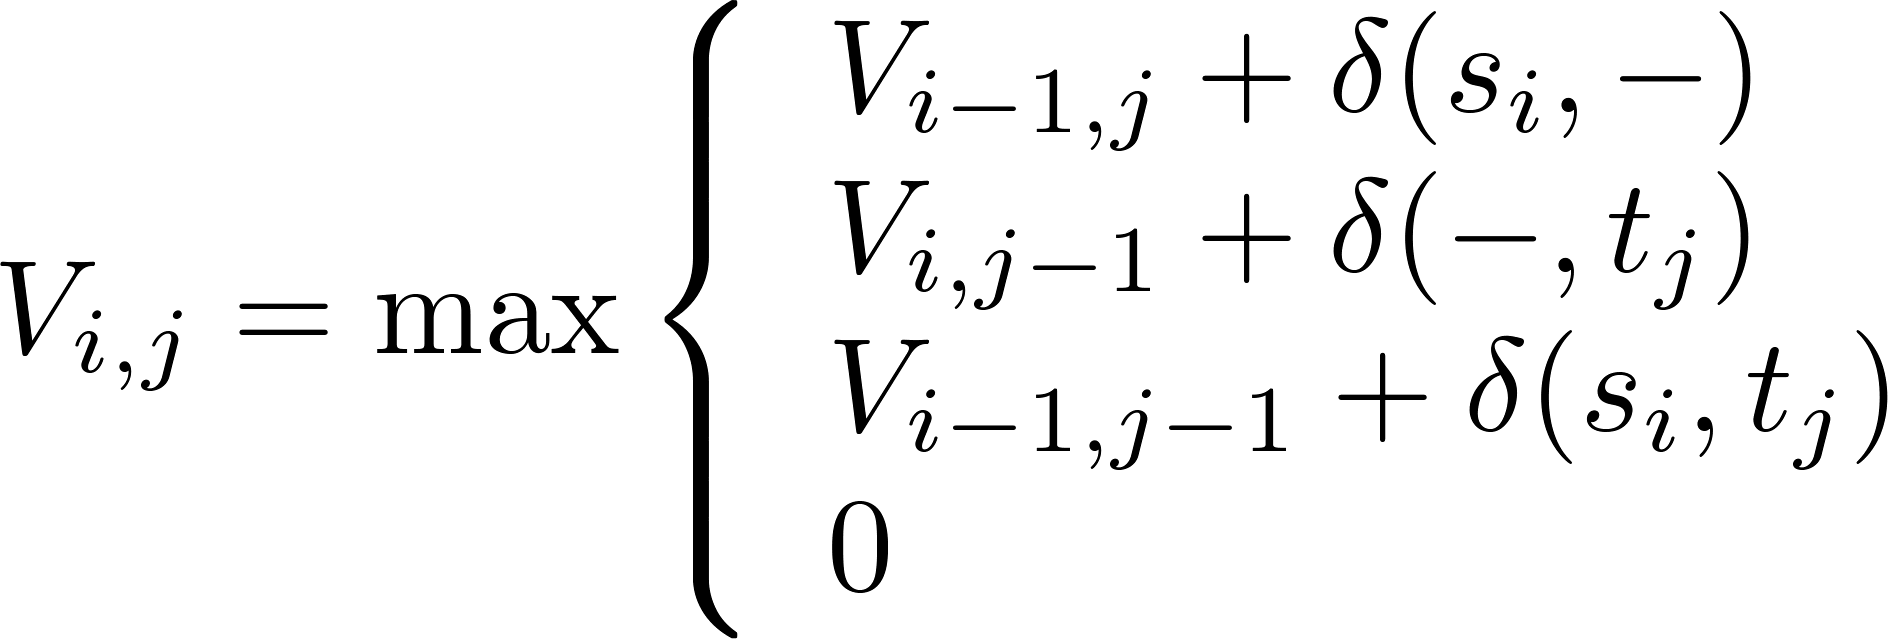 V_{i,j} = max {
V_{i−1,j} + δ(s_i, −)
V_{i,j−1} + δ(−, t_j)
V_{i−1,j−1} + δ(s_i, t_j)
0